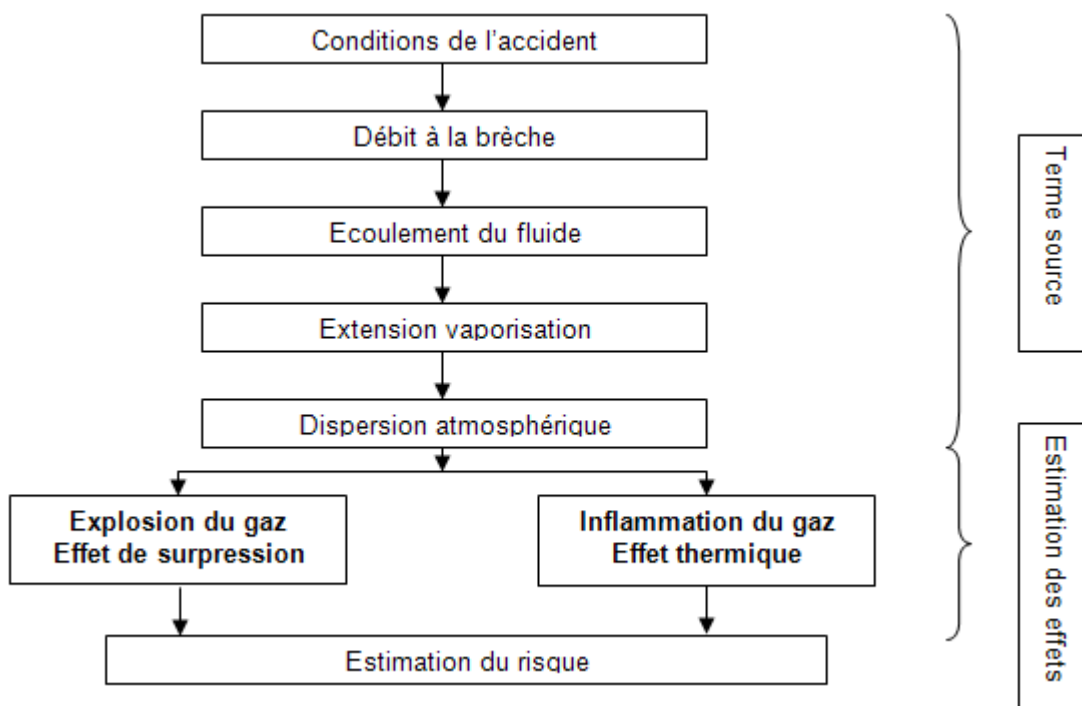 Conditions de l'accident
Débit à la brèche
Ecoulement du fluide
Extension vaporisation
Dispersion atmosphérique
Explosion du gaz
Effet de surpression
Inflammation du gaz
Effet thermique
Estimation du risque
Terme source
Estimation des effets